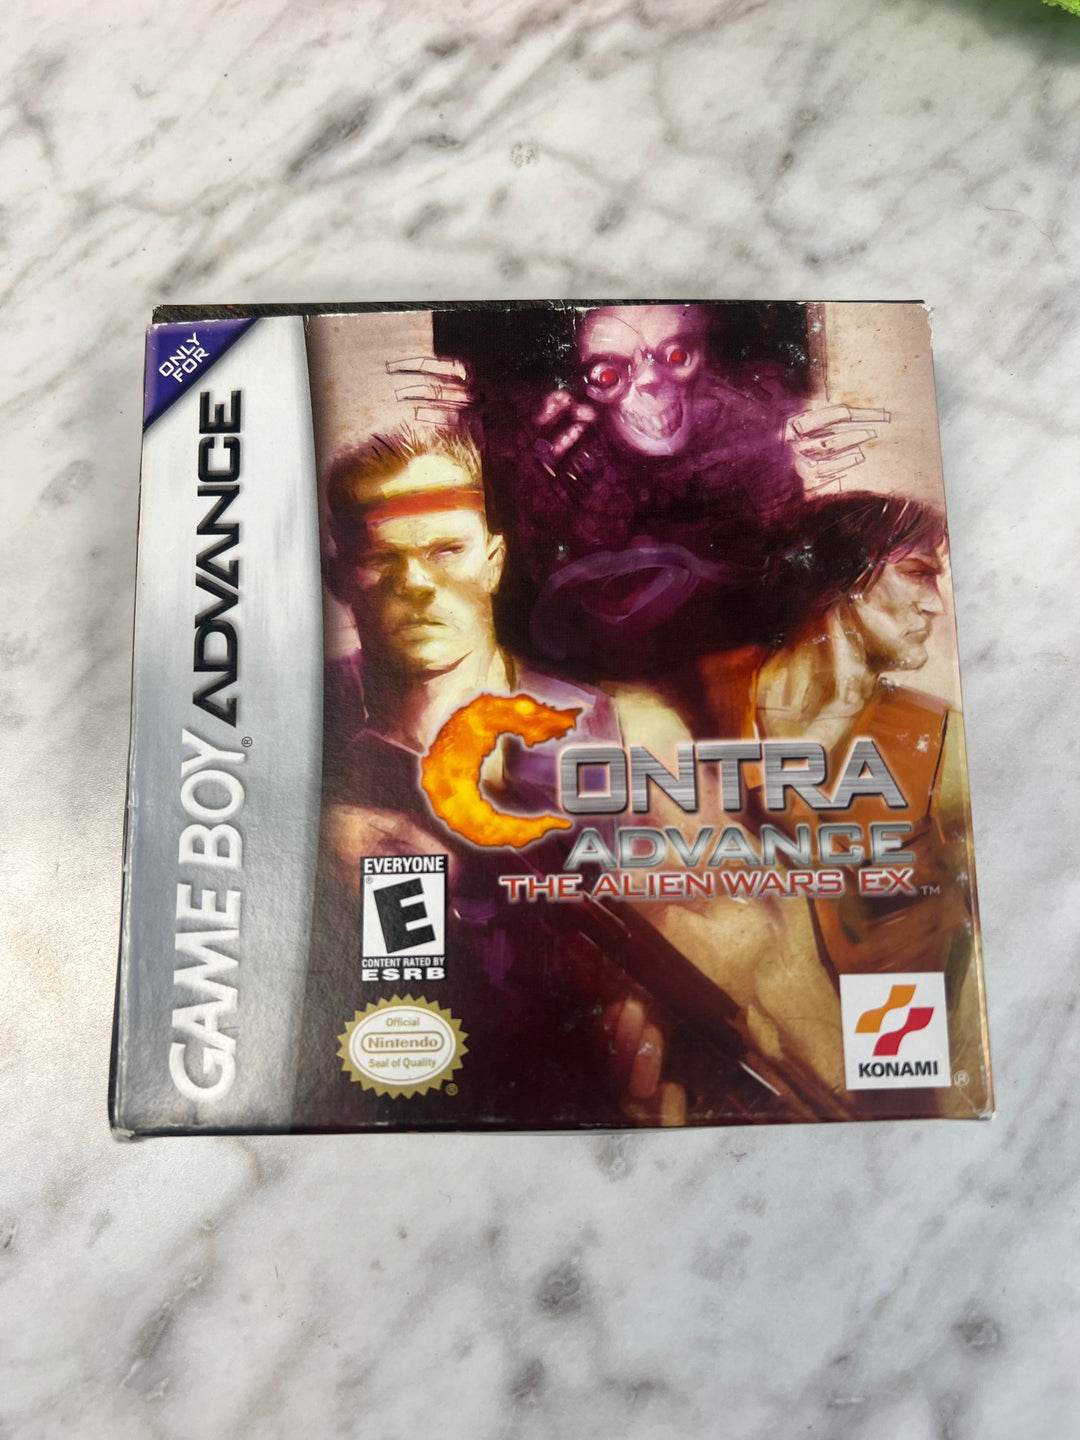 ONLY
FOR
GAME BOY® ADVANCE
CONTRA
ADVANCE
THE ALIEN WARS EX™
EVERYONE
E
®
CONTENT RATED BY
ESRB
Official
Nintendo
Seal of Quality
®
KONAMI
®